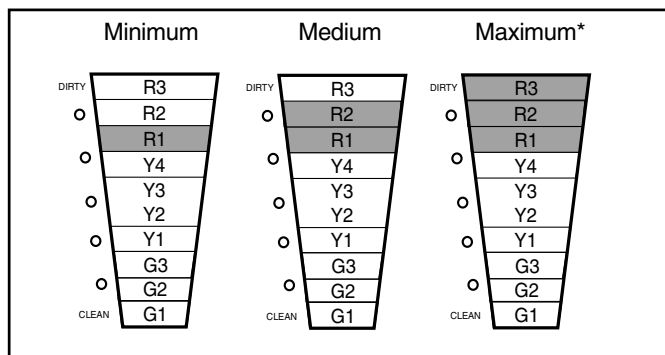 Minimum
DIRTY
R3
R2
R1
Y4
Y3
Y2
Y1
G3
G2
CLEAN
G1
Medium
DIRTY
R3
R2
R1
Y4
Y3
Y2
Y1
G3
G2
CLEAN
G1
Maximum*
DIRTY
R3
R2
R1
Y4
Y3
Y2
Y1
G3
G2
CLEAN
G1